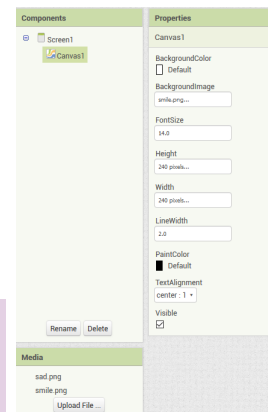 Components
Screen1
Canvas1
Rename
Delete
Media
sad.png
smile.png
Upload File ...
Properties
Canvas1
BackgroundColor
Default
BackgroundImage
smile.png...
FontSize
14.0
Height
240 pixels...
Width
240 pixels...
LineWidth
2.0
PaintColor
Default
TextAlignment
center : 1
Visible